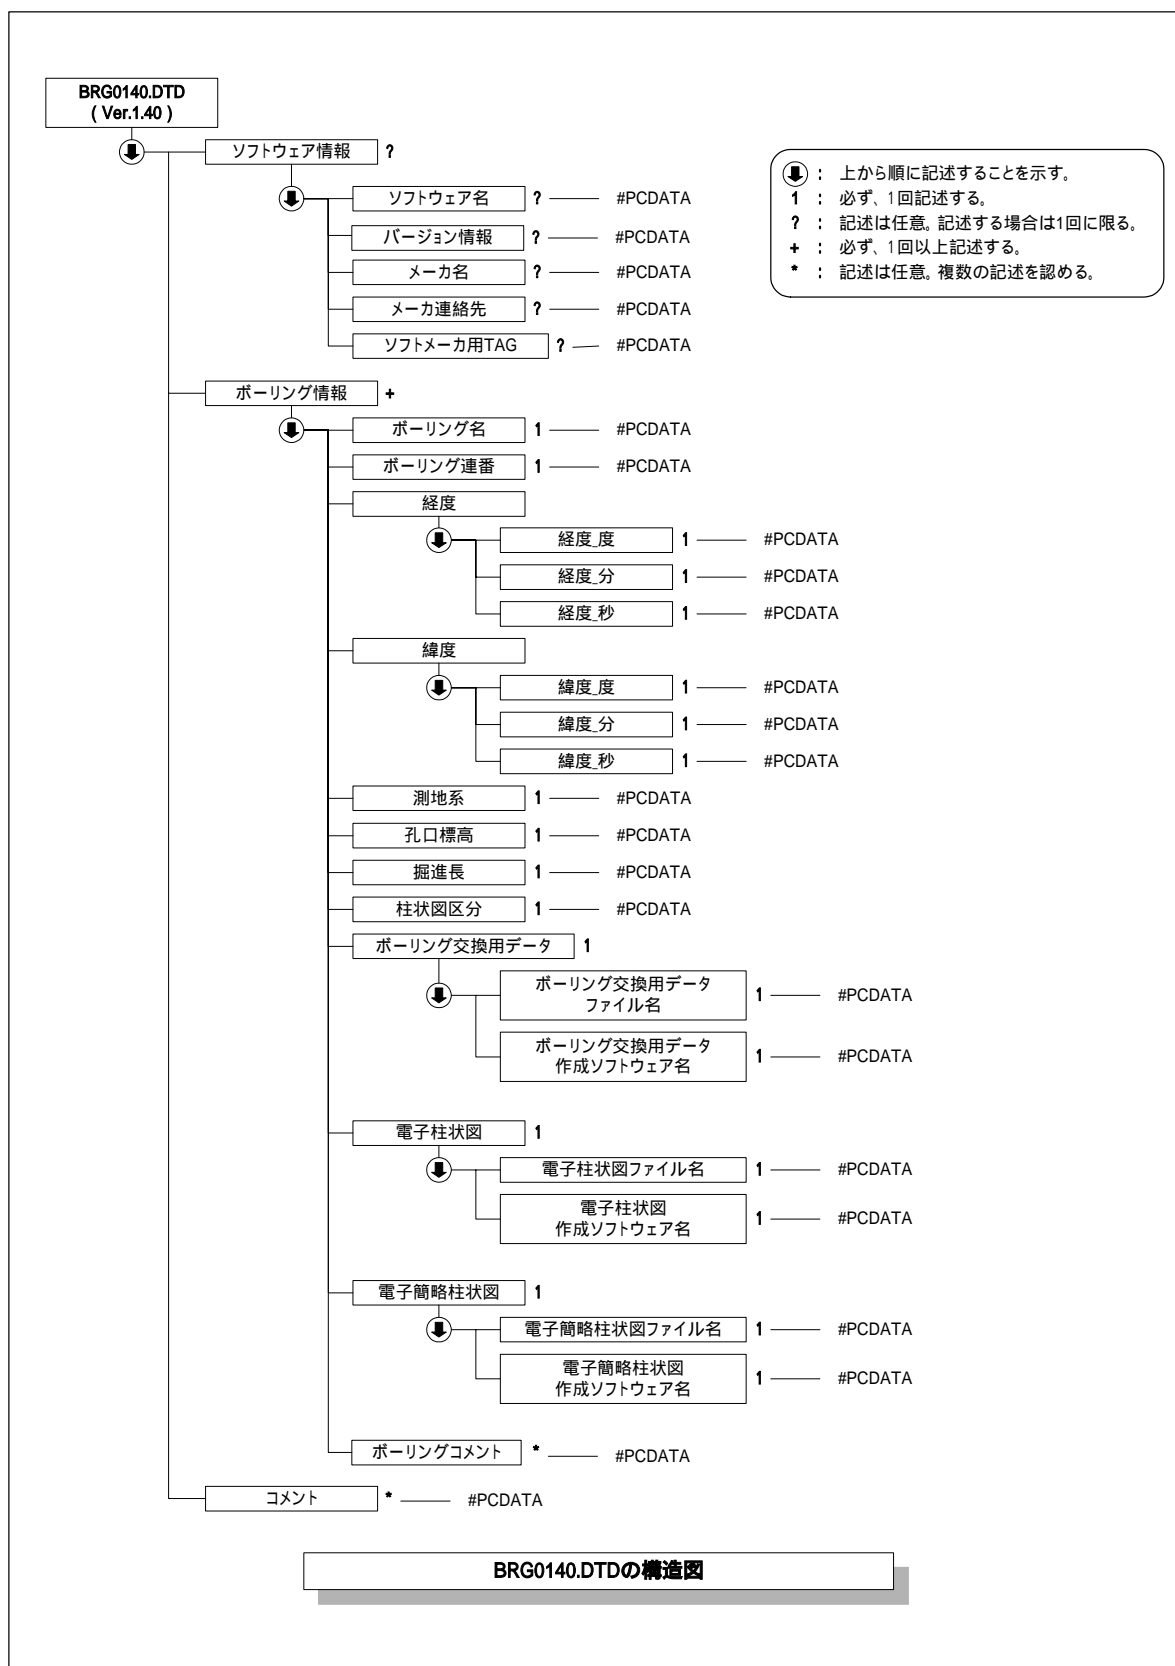 BRG0140.DTD
( Ver.1.40 )
ソフトウェア情報 ?
ソフトウェア名 ? #PCDATA
バージョン情報 ? #PCDATA
メーカ名 ? #PCDATA
メーカ連絡先 ? #PCDATA
ソフトメーカ用TAG ? #PCDATA
: 上から順に記述することを示す。
1 : 必ず、1回記述する。
? : 記述は任意。記述する場合は1回に限る。
+ : 必ず、1回以上記述する。
* : 記述は任意。複数の記述を認める。
ボーリング情報 +
ボーリング名 1 #PCDATA
ボーリング連番 1 #PCDATA
経度
経度_度 1 #PCDATA
経度_分 1 #PCDATA
経度_秒 1 #PCDATA
緯度
緯度_度 1 #PCDATA
緯度_分 1 #PCDATA
緯度_秒 1 #PCDATA
測地系 1 #PCDATA
孔口標高 1 #PCDATA
掘進長 1 #PCDATA
柱状図区分 1 #PCDATA
ボーリング交換用データ 1
ボーリング交換用データ
ファイル名 1 #PCDATA
ボーリング交換用データ
作成ソフトウェア名 1 #PCDATA
電子柱状図 1
電子柱状図ファイル名 1 #PCDATA
電子柱状図
作成ソフトウェア名 1 #PCDATA
電子簡略柱状図 1
電子簡略柱状図ファイル名 1 #PCDATA
電子簡略柱状図
作成ソフトウェア名 1 #PCDATA
ボーリングコメント * #PCDATA
コメント * #PCDATA
BRG0140.DTDの構造図